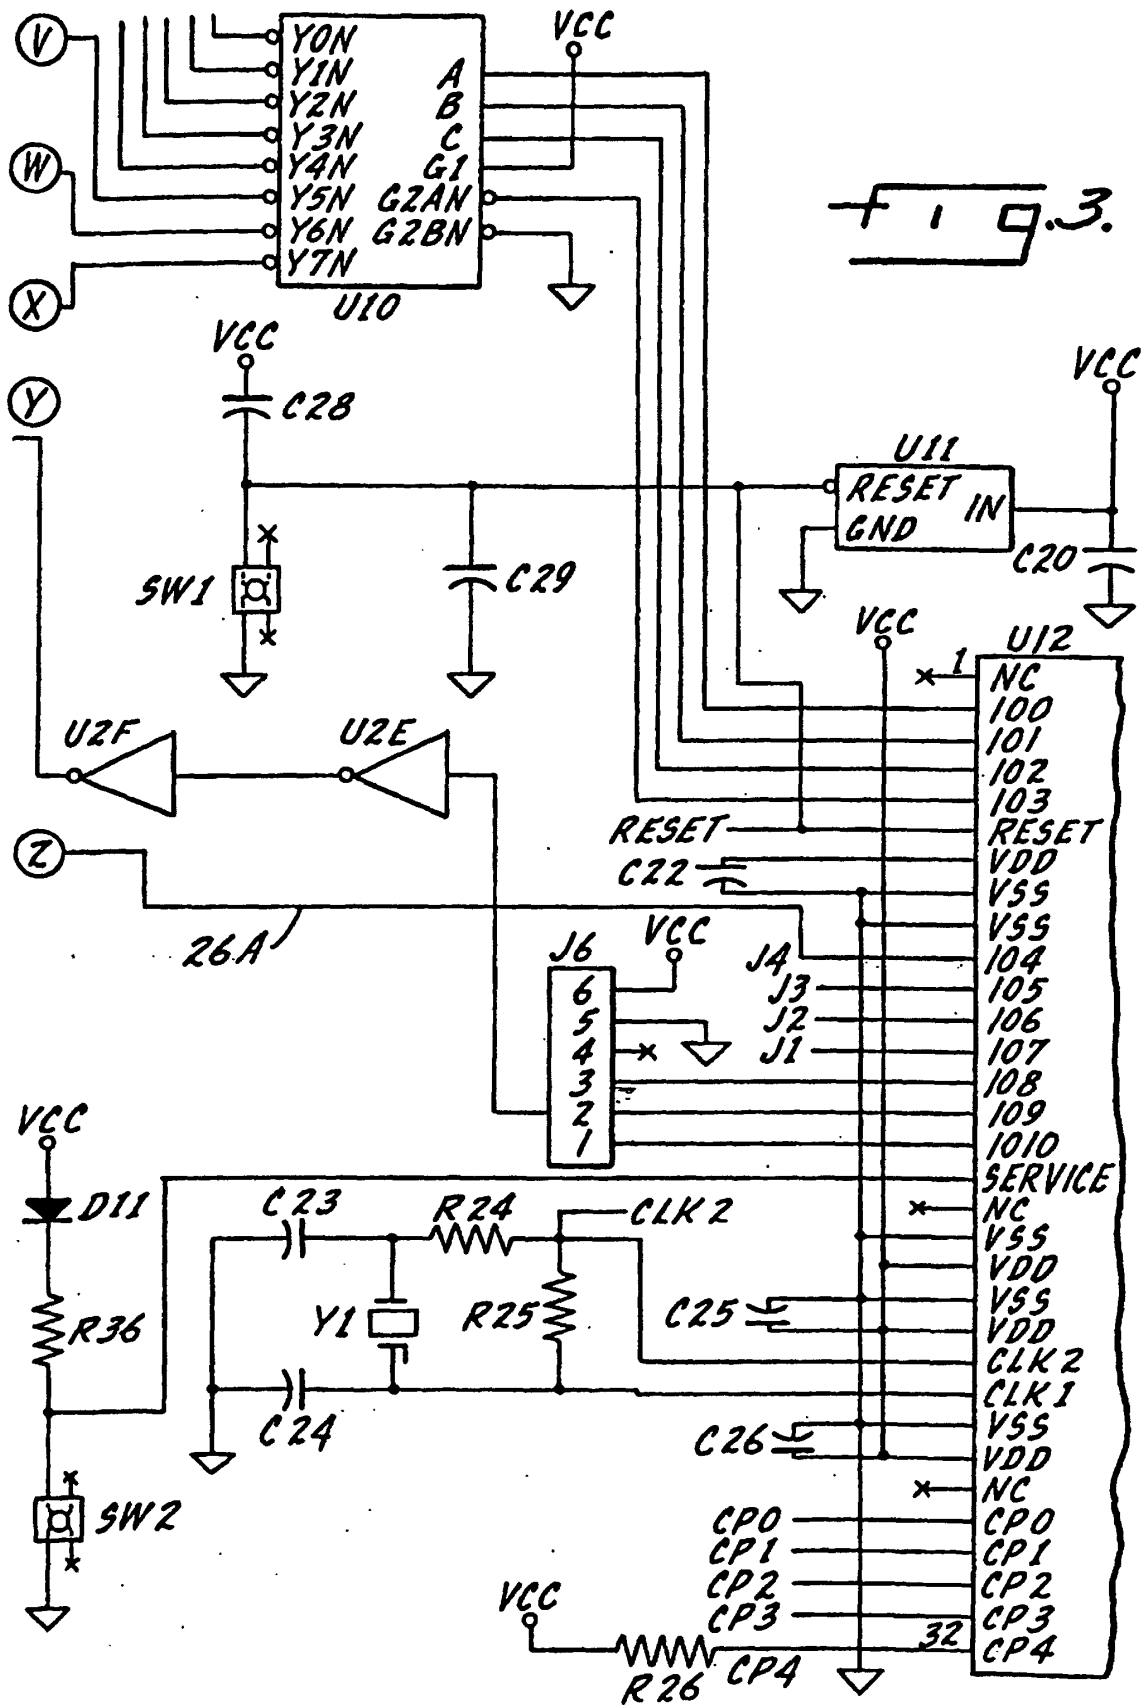 V
W
X
Y
Z
Y0N
Y1N
Y2N
Y3N
Y4N
Y5N
Y6N
Y7N
A
B
C
G1
G2AN
G2BN
U10
VCC
fig.3.
VCC
C28
SW1
C29
U11
RESET
GND
IN
VCC
C20
U2F
U2E
26A
VCC
U12
1
NC
IO0
IO1
IO2
IO3
RESET
RESET
C22
VDD
VSS
VSS
J4
IO4
J3
IO5
J2
IO6
J1
IO7
IO8
IO9
IO10
J6
VCC
6
5
4
3
2
1
SERVICE
NC
VSS
VDD
VSS
VDD
CLK2
CLK1
VSS
VDD
NC
VCC
D11
R36
SW2
C23
R24
CLK2
Y1
R25
C24
C25
C26
CP0
CP0
CP1
CP1
CP2
CP2
CP3
CP3
32
CP4
VCC
R26
CP4